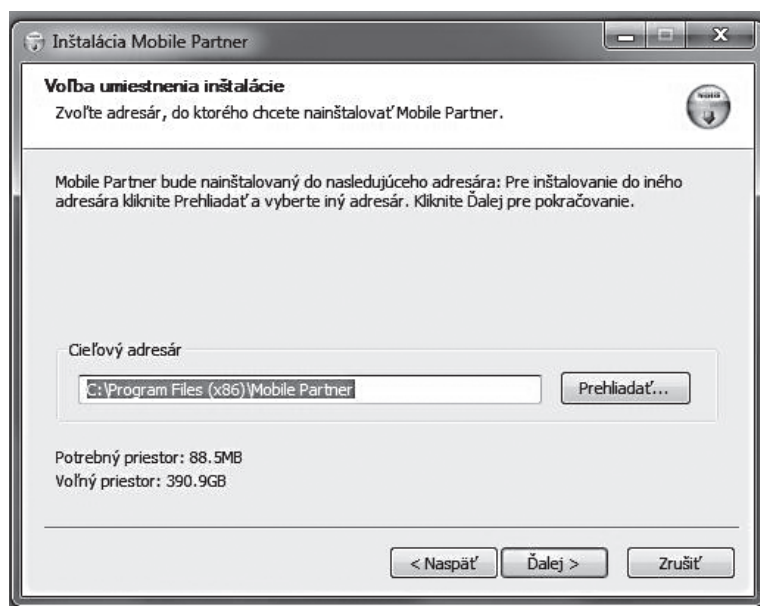 Inštalácia Mobile Partner
Voľba umiestnenia inštalácie
Zvoľte adresár, do ktorého chcete nainštalovať Mobile Partner.
Mobile Partner bude nainštalovaný do nasledujúceho adresára: Pre inštalovanie do iného
adresára kliknite Prehliadať a vyberte iný adresár. Kliknite Ďalej pre pokračovanie.
Cieľový adresár
C:\Program Files (x86)\Mobile Partner
Prehliadať...
Potrebný priestor: 88.5MB
Voľný priestor: 390.9GB
< Naspäť
Ďalej >
Zrušiť